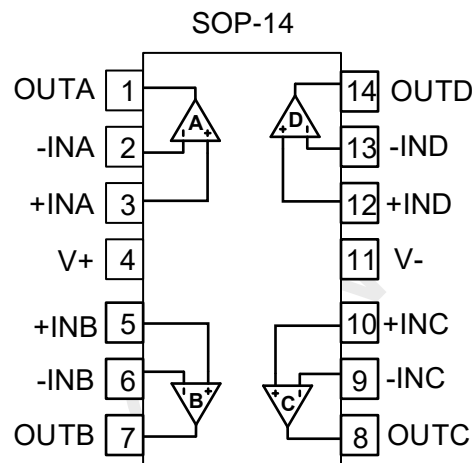 SOP-14
OUTA 1 14 OUTD
A D
-INA 2 13 -IND
+INA 3 12 +IND
V+ 4 11 V-
+INB 5 10 +INC
-INB 6 9 -INC
B C
OUTB 7 8 OUTC